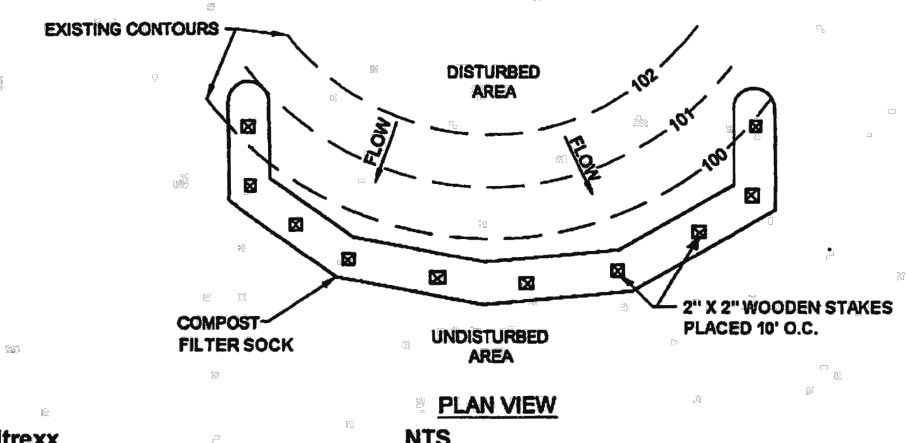 EXISTING CONTOURS
DISTURBED
AREA
102
101
100
FLOW
FLOW
COMPOST
FILTER SOCK
2" X 2" WOODEN STAKES
PLACED 10' O.C.
UNDISTURBED
AREA
PLAN VIEW
NTS